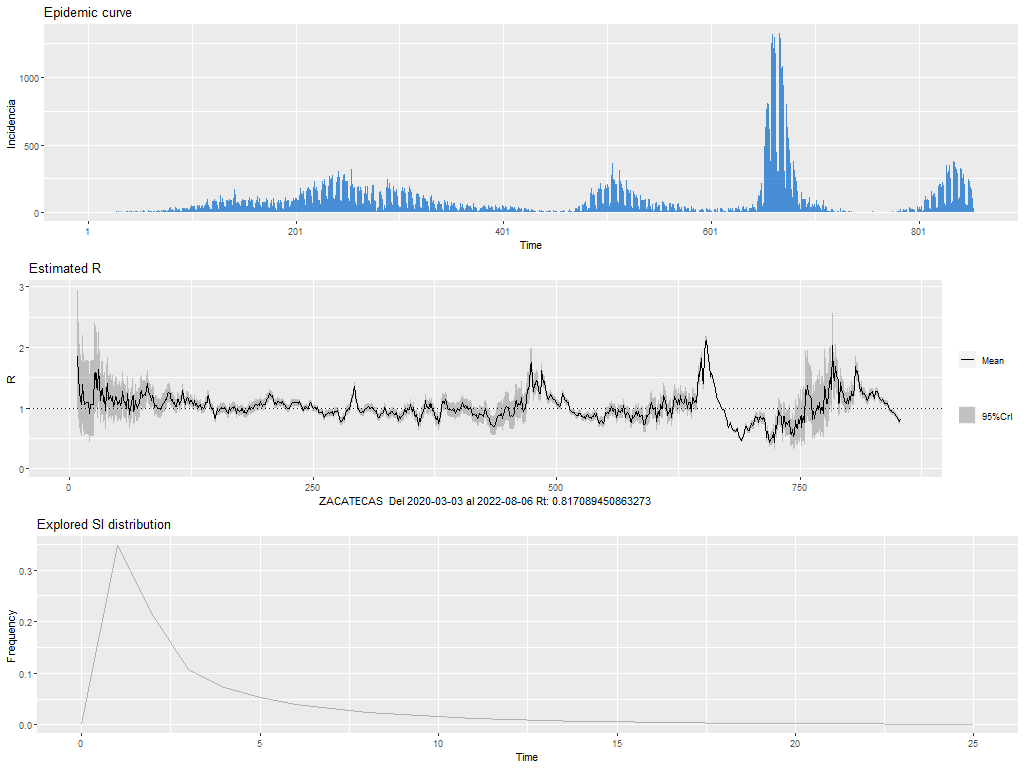 Epidemic curve
1000
500
0
Incidencia
1 201 401 601 801
Time
Estimated R
3
2
1
0
R
0 250 500 750
ZACATECAS Del 2020-03-03 al 2022-08-06 Rt: 0.817089450863273
Mean
95%CrI
Explored SI distribution
0.3
0.2
0.1
0.0
Frequency
0 5 10 15 20 25
Time